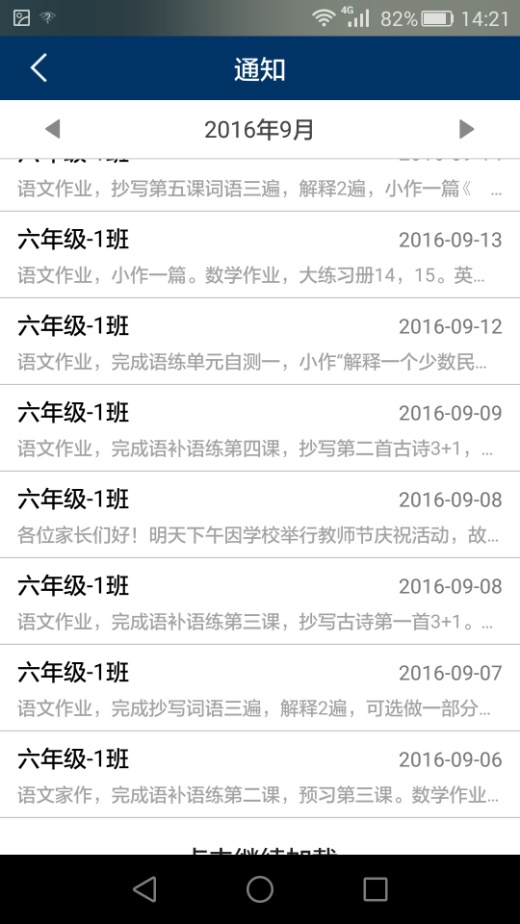 4G 82% 14:21
通知
2016年9月
六年级-1班
语文作业，抄写第五课词语三遍，解释2遍，小作一篇《 ...
六年级-1班 2016-09-13
语文作业，小作一篇。数学作业，大练习册14，15。英...
六年级-1班 2016-09-12
语文作业，完成语练单元自测一，小作“解释一个少数民...
六年级-1班 2016-09-09
语文作业，完成语补语练第四课，抄写第二首古诗3+1，...
六年级-1班 2016-09-08
各位家长们好！明天下午因学校举行教师节庆祝活动，故...
六年级-1班 2016-09-08
语文作业，完成语补语练第三课，抄写古诗第一首3+1。...
六年级-1班 2016-09-07
语文作业，完成抄写词语三遍，解释2遍，可选做一部分...
六年级-1班 2016-09-06
语文家作，完成语补语练第二课，预习第三课。数学作业...
点击继续加载